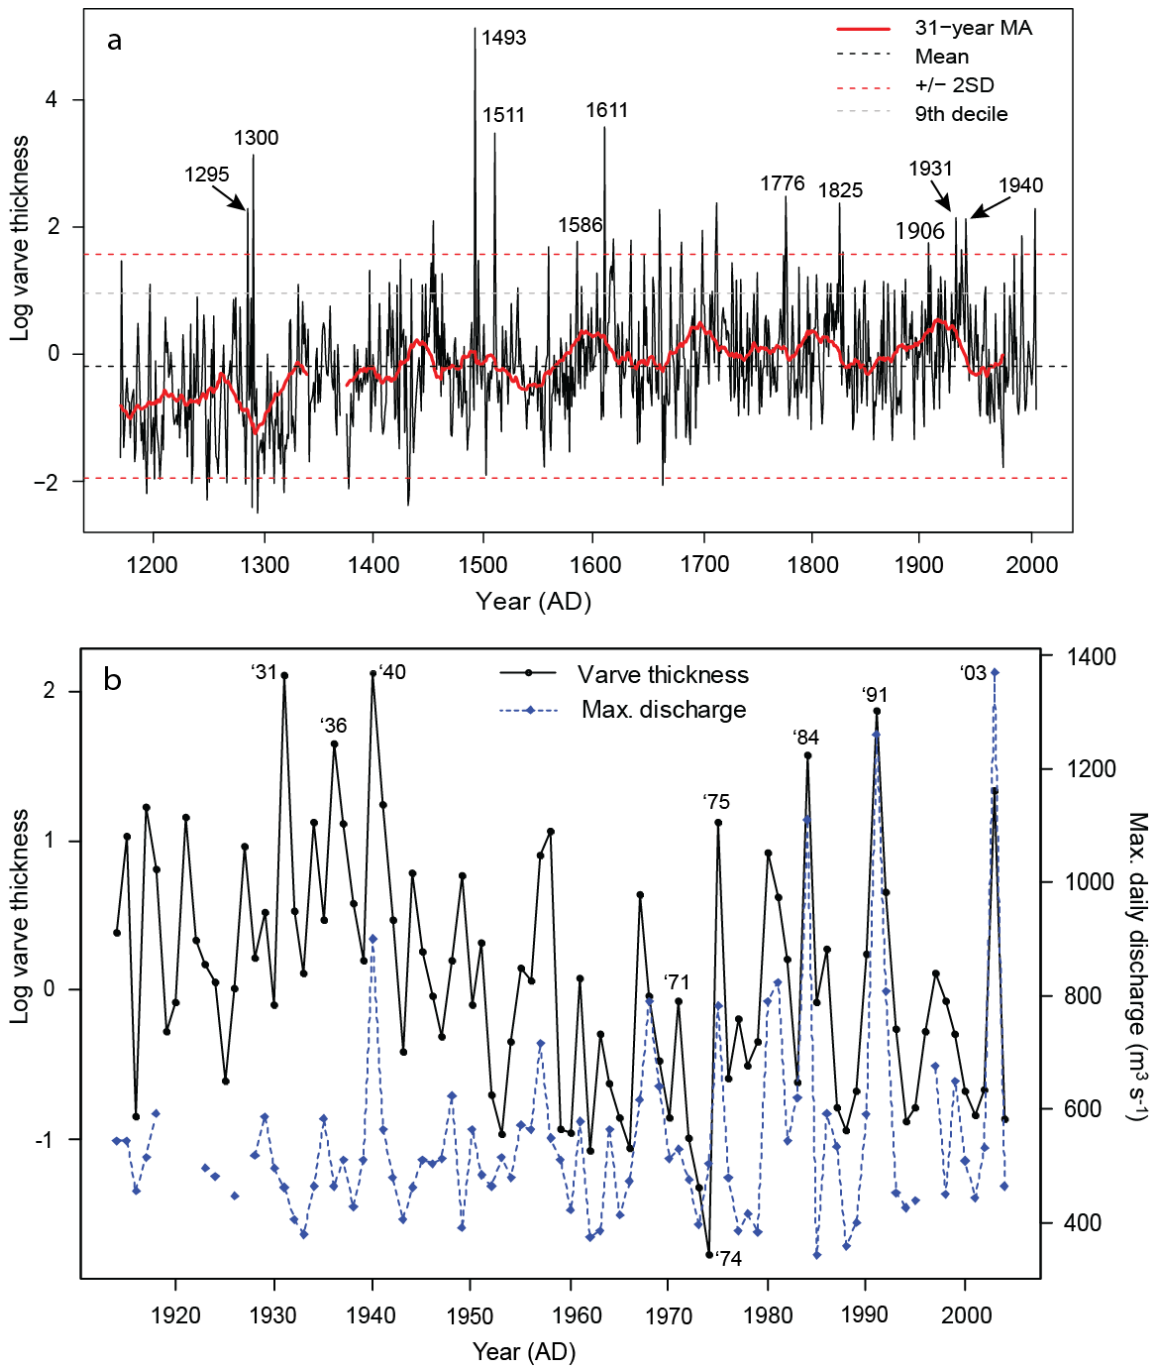 a
31−year MA
Mean
+/− 2SD
9th decile
1493
1511
1611
1300
1295
1586
1776
1825
1931
1940
1906
4
2
0
−2
Log varve thickness
1200 1300 1400 1500 1600 1700 1800 1900 2000
Year (AD)
b
Varve thickness
Max. discharge
‘31
‘36
‘40
‘71
‘74
‘75
‘84
‘91
‘03
2
1
0
-1
Log varve thickness
1400
1200
1000
800
600
400
Max. daily discharge (m³ s-¹)
1920 1930 1940 1950 1960 1970 1980 1990 2000
Year (AD)